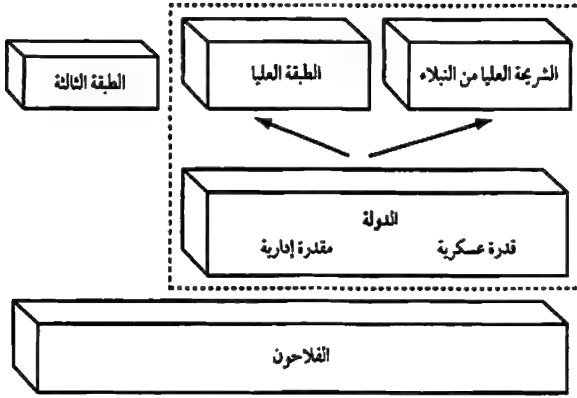 الشريحة العليا من النبلاء
الطبقة العليا
الطبقة الثالثة
الدولة
قدرة عسكرية
مقدرة إدارية
الفلاحون